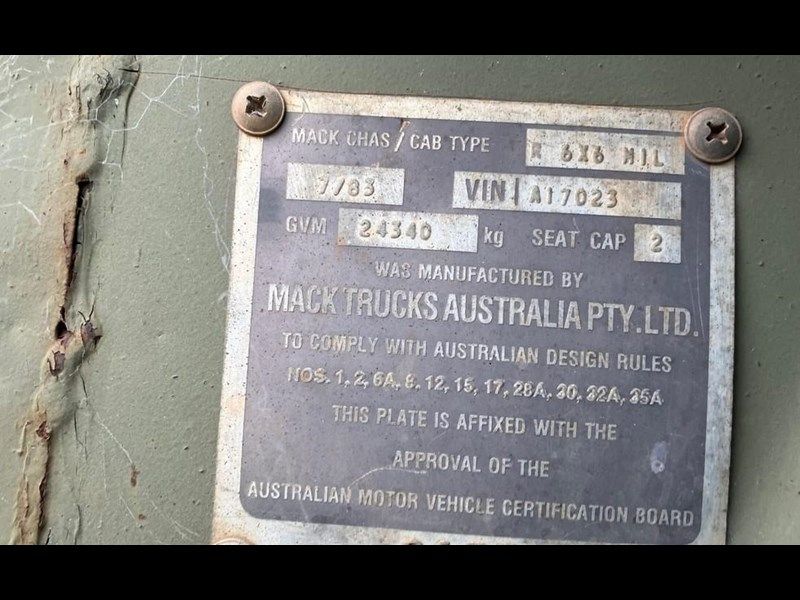 MACK CHAS/CAB TYPE R 6X6 MIL
7/83 VIN A17023
GVM 24340 kg SEAT CAP 2
WAS MANUFACTURED BY
MACK TRUCKS AUSTRALIA PTY. LTD.
TO COMPLY WITH AUSTRALIAN DESIGN RULES
NOS. 1, 2, 6A, 8, 12, 15, 17, 28A, 30, 32A, 35A
THIS PLATE IS AFFIXED WITH THE
APPROVAL OF THE
AUSTRALIAN MOTOR VEHICLE CERTIFICATION BOARD